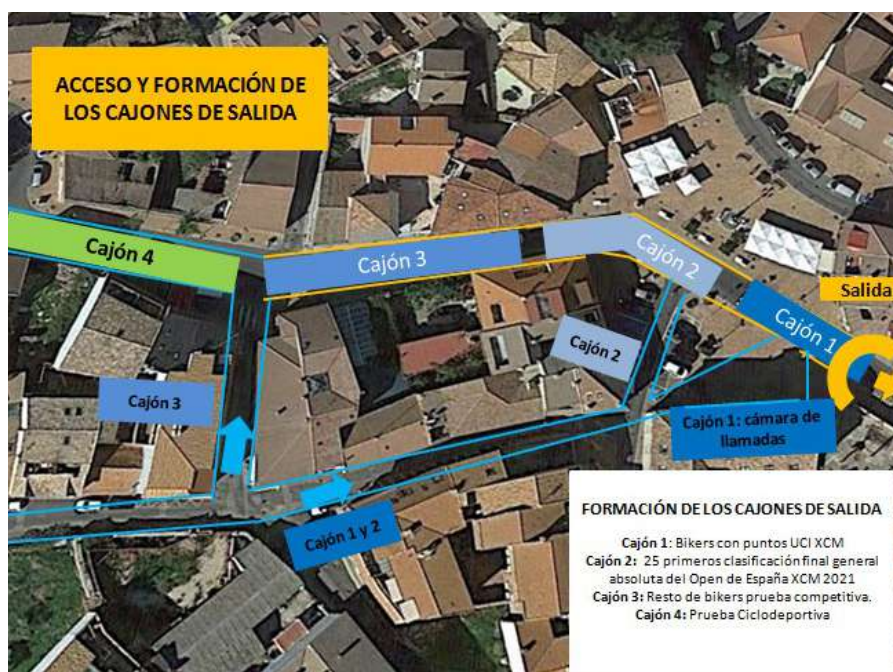 ACCESO Y FORMACIÓN DE
LOS CAJONES DE SALIDA
Cajón 4
Cajón 3
Cajón 2
Salida
Cajón 1
Cajón 2
Cajón 3
Cajón 1: cámara de
llamadas
Cajón 1 y 2
FORMACIÓN DE LOS CAJONES DE SALIDA
Cajón 1: Bikers con puntos UCI XCM
Cajón 2: 25 primeros clasificación final general
absoluta del Open de España XCM 2021
Cajón 3: Resto de bikers prueba competitiva.
Cajón 4: Prueba Ciclodeportiva